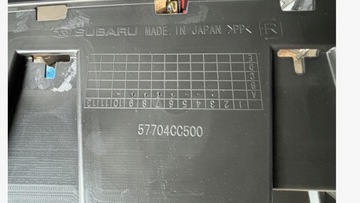 SUBARU MADE IN JAPAN >PP< R
12 11 10 9 8 7 6 5 4 3 2 1
57704CC500